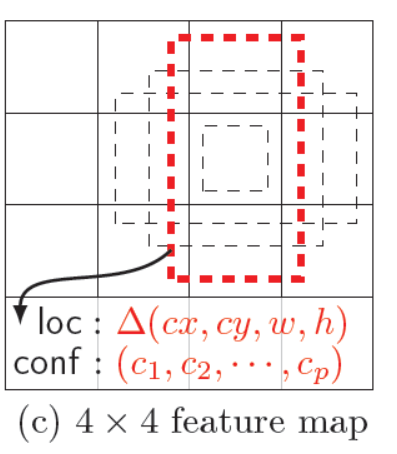 loc : Δ(cx, cy, w, h)
conf : (c₁, c₂, ⋯, cₚ)
(c) 4 × 4 feature map